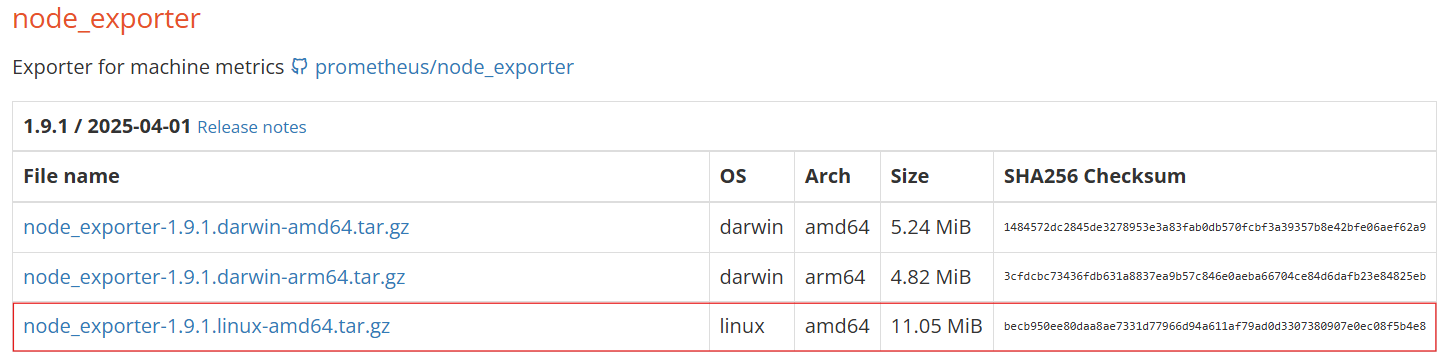 node_exporter
Exporter for machine metrics prometheus/node_exporter
1.9.1 / 2025-04-01 Release notes
File name OS Arch Size SHA256 Checksum
node_exporter-1.9.1.darwin-amd64.tar.gz darwin amd64 5.24 MiB 1484572dc2845de3278953e3a83fab0db570fcbf3a39357b8e42bfe06aef62a9
node_exporter-1.9.1.darwin-arm64.tar.gz darwin arm64 4.82 MiB 3cfdcbc73436fdb631a8837ea9b57c846e0aeba66704ce84d6dafb23e84825eb
node_exporter-1.9.1.linux-amd64.tar.gz linux amd64 11.05 MiB becb950ee80daa8ae7331d77966d94a611af79ad0d3307380907e0ec08f5b4e8